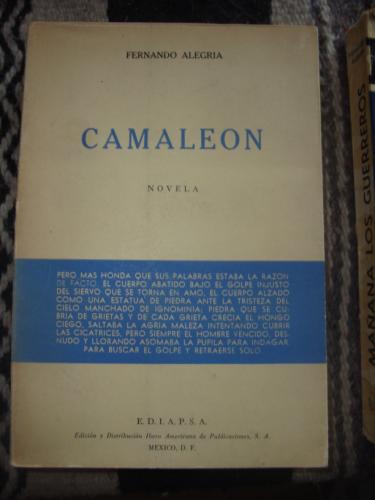 FERNANDO ALEGRIA
CAMALEON
NOVELA
PERO MAS HONDA QUE SUS PALABRAS ESTABA LA RAZON
DE FACTO. EL CUERPO ABATIDO BAJO EL GOLPE INJUSTO
DEL SIERVO QUE SE TORNA EN AMO, EL CUERPO ALZADO
COMO UNA ESTATUA DE PIEDRA ANTE LA TRISTEZA DEL
CIELO MANCHADO DE IGNOMINIA; PIEDRA QUE SE CU-
BRIA DE GRIETAS Y DE CADA GRIETA CRECIA EL HONGO
CIEGO, SALTABA LA AGRIA MALEZA INTENTANDO CUBRIR
LAS CICATRICES, PERO SIEMPRE EL HOMBRE VENCIDO, DES-
NUDO Y LLORANDO ASOMABA LA PUPILA PARA INDAGAR
PARA BUSCAR EL GOLPE Y RETRAERSE SOLO
E. D. I. A. P. S. A.
Edición y Distribución Ibero Americana de Publicaciones, S. A.
MEXICO, D. F.
MAÑANA LOS GUERREROS